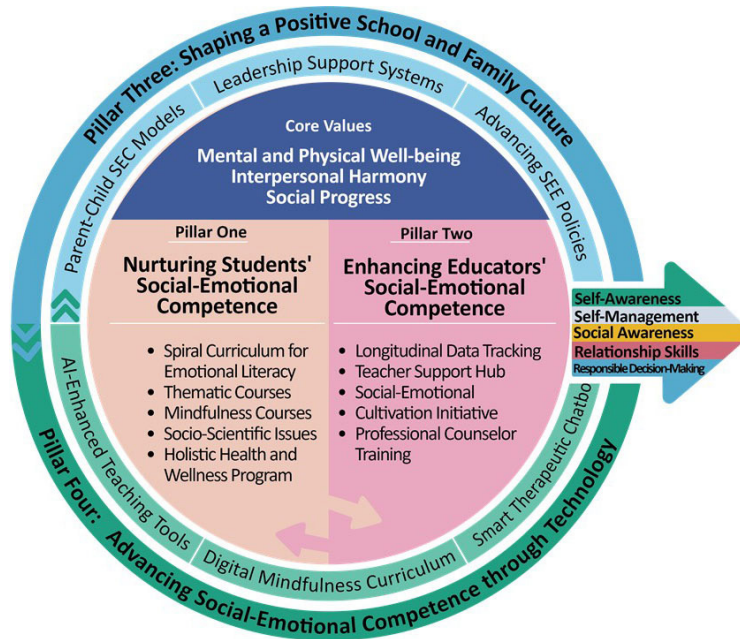 Pillar Three: Shaping a Positive School and Family Culture
Parent-Child SEC Models
Leadership Support Systems
Advancing SEE Policies
Core Values
Mental and Physical Well-being
Interpersonal Harmony
Social Progress
Pillar One
Nurturing Students'
Social-Emotional
Competence
• Spiral Curriculum for
Emotional Literacy
• Thematic Courses
• Mindfulness Courses
• Socio-Scientific Issues
• Holistic Health and
Wellness Program
Pillar Two
Enhancing Educators'
Social-Emotional
Competence
• Longitudinal Data Tracking
• Teacher Support Hub
• Social-Emotional
• Cultivation Initiative
• Professional Counselor
Training
Self-Awareness
Self-Management
Social Awareness
Relationship Skills
Responsible Decision-Making
AI-Enhanced Teaching Tools
Digital Mindfulness Curriculum
Smart Therapeutic Chatbo
Pillar Four: Advancing Social-Emotional Competence through Technology